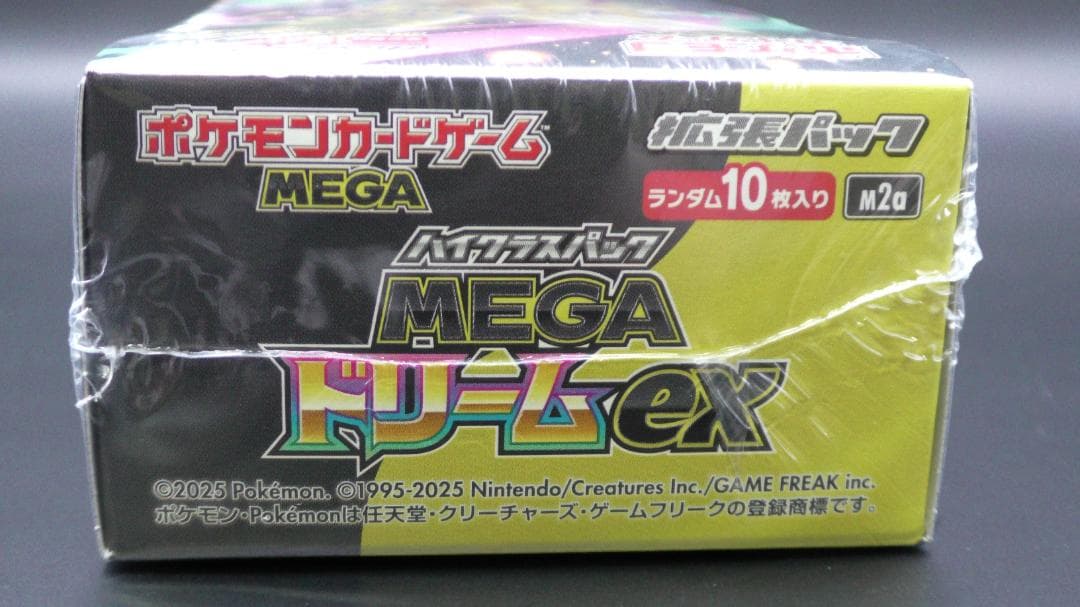 ポケモンカードゲーム™
MEGA
拡張パック
ランダム10枚入り
M2a
ハイクラスパック
MEGA
ドリームex
©2025 Pokémon. ©1995-2025 Nintendo/Creatures Inc./GAME FREAK inc.
ポケモン・Pokémonは任天堂・クリーチャーズ・ゲームフリークの登録商標です。